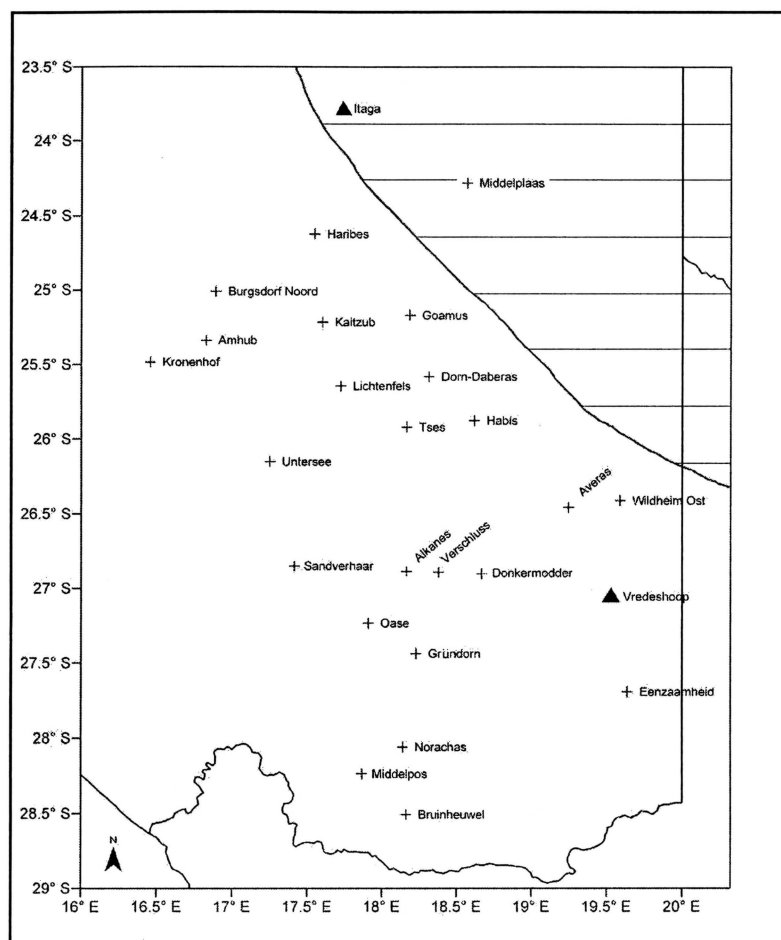 23.5° S
Itaga
24° S
Middelplaas
24.5° S
Haribes
25° S
Burgsdorf Noord
Goamus
Kaitzub
Amhub
25.5° S
Kronenhof
Dorn-Daberas
Lichtenfels
Habis
Tses
26° S
Untersee
Averas
Wildheim Ost
26.5° S
Alkanes
Verschluss
Sandverhaar
Donkermodder
27° S
Vredeshoop
Oase
Gründorn
27.5° S
Eenzaamheid
28° S
Norachas
Middelpos
28.5° S
Bruinheuwel
N
29° S
16° E 16.5° E 17° E 17.5° E 18° E 18.5° E 19° E 19.5° E 20° E